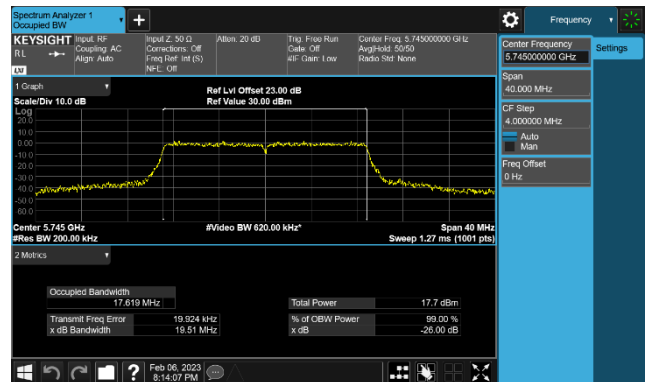 Spectrum Analyzer 1
Occupied BW
Frequency
KEYSIGHT
RL
LXI
Input: RF
Coupling: AC
Align: Auto
Input Z: 50 Ω
Corrections: Off
Freq Ref: Int (S)
NFE: Off
Atten: 20 dB
Trig: Free Run
Gate: Off
#IF Gain: Low
Center Freq: 5.745000000 GHz
Avg|Hold: 50/50
Radio Std: None
Center Frequency
5.745000000 GHz
Settings
Span
40.000 MHz
CF Step
4.000000 MHz
Auto
Man
Freq Offset
0 Hz
1 Graph
Scale/Div 10.0 dB
Ref Lvl Offset 23.00 dB
Ref Value 30.00 dBm
Log
20.0
10.0
0.00
-10.0
-20.0
-30.0
-40.0
-50.0
-60.0
Center 5.745 GHz
#Res BW 200.00 kHz
#Video BW 620.00 kHz*
Span 40 MHz
Sweep 1.27 ms (1001 pts)
2 Metrics
Occupied Bandwidth
17.619 MHz
Total Power 17.7 dBm
Transmit Freq Error 19.924 kHz
% of OBW Power 99.00 %
x dB Bandwidth 19.51 MHz
x dB -26.00 dB
?
Feb 06, 2023
8:14:07 PM